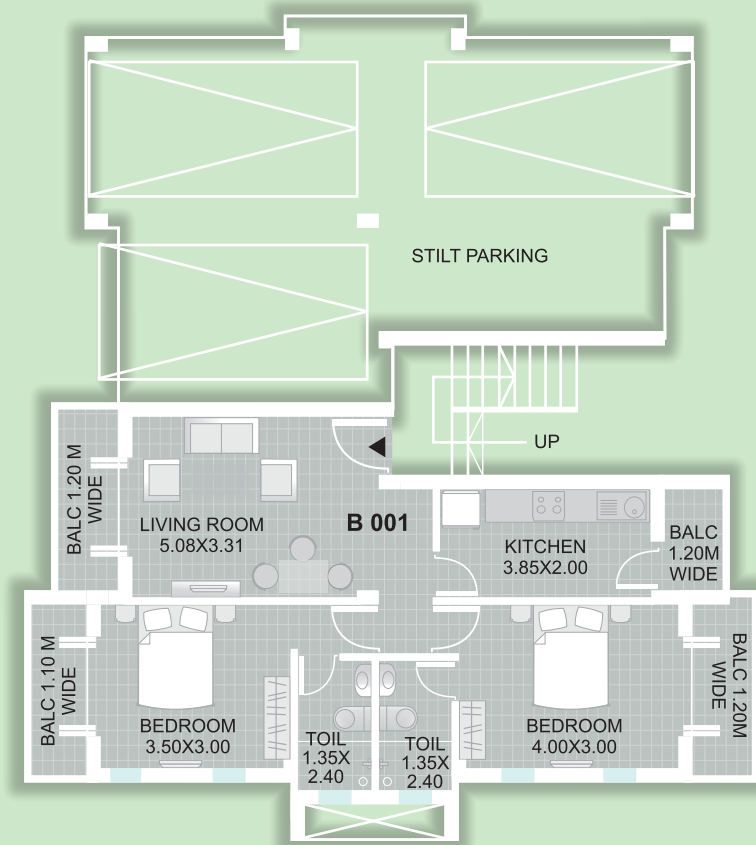 STILT PARKING
UP
BALC 1.20 M
WIDE
LIVING ROOM
5.08X3.31
B 001
KITCHEN
3.85X2.00
BALC
1.20M
WIDE
BALC 1.10 M
WIDE
BEDROOM
3.50X3.00
TOIL
1.35X
2.40
TOIL
1.35X
2.40
BEDROOM
4.00X3.00
BALC 1.20M
WIDE